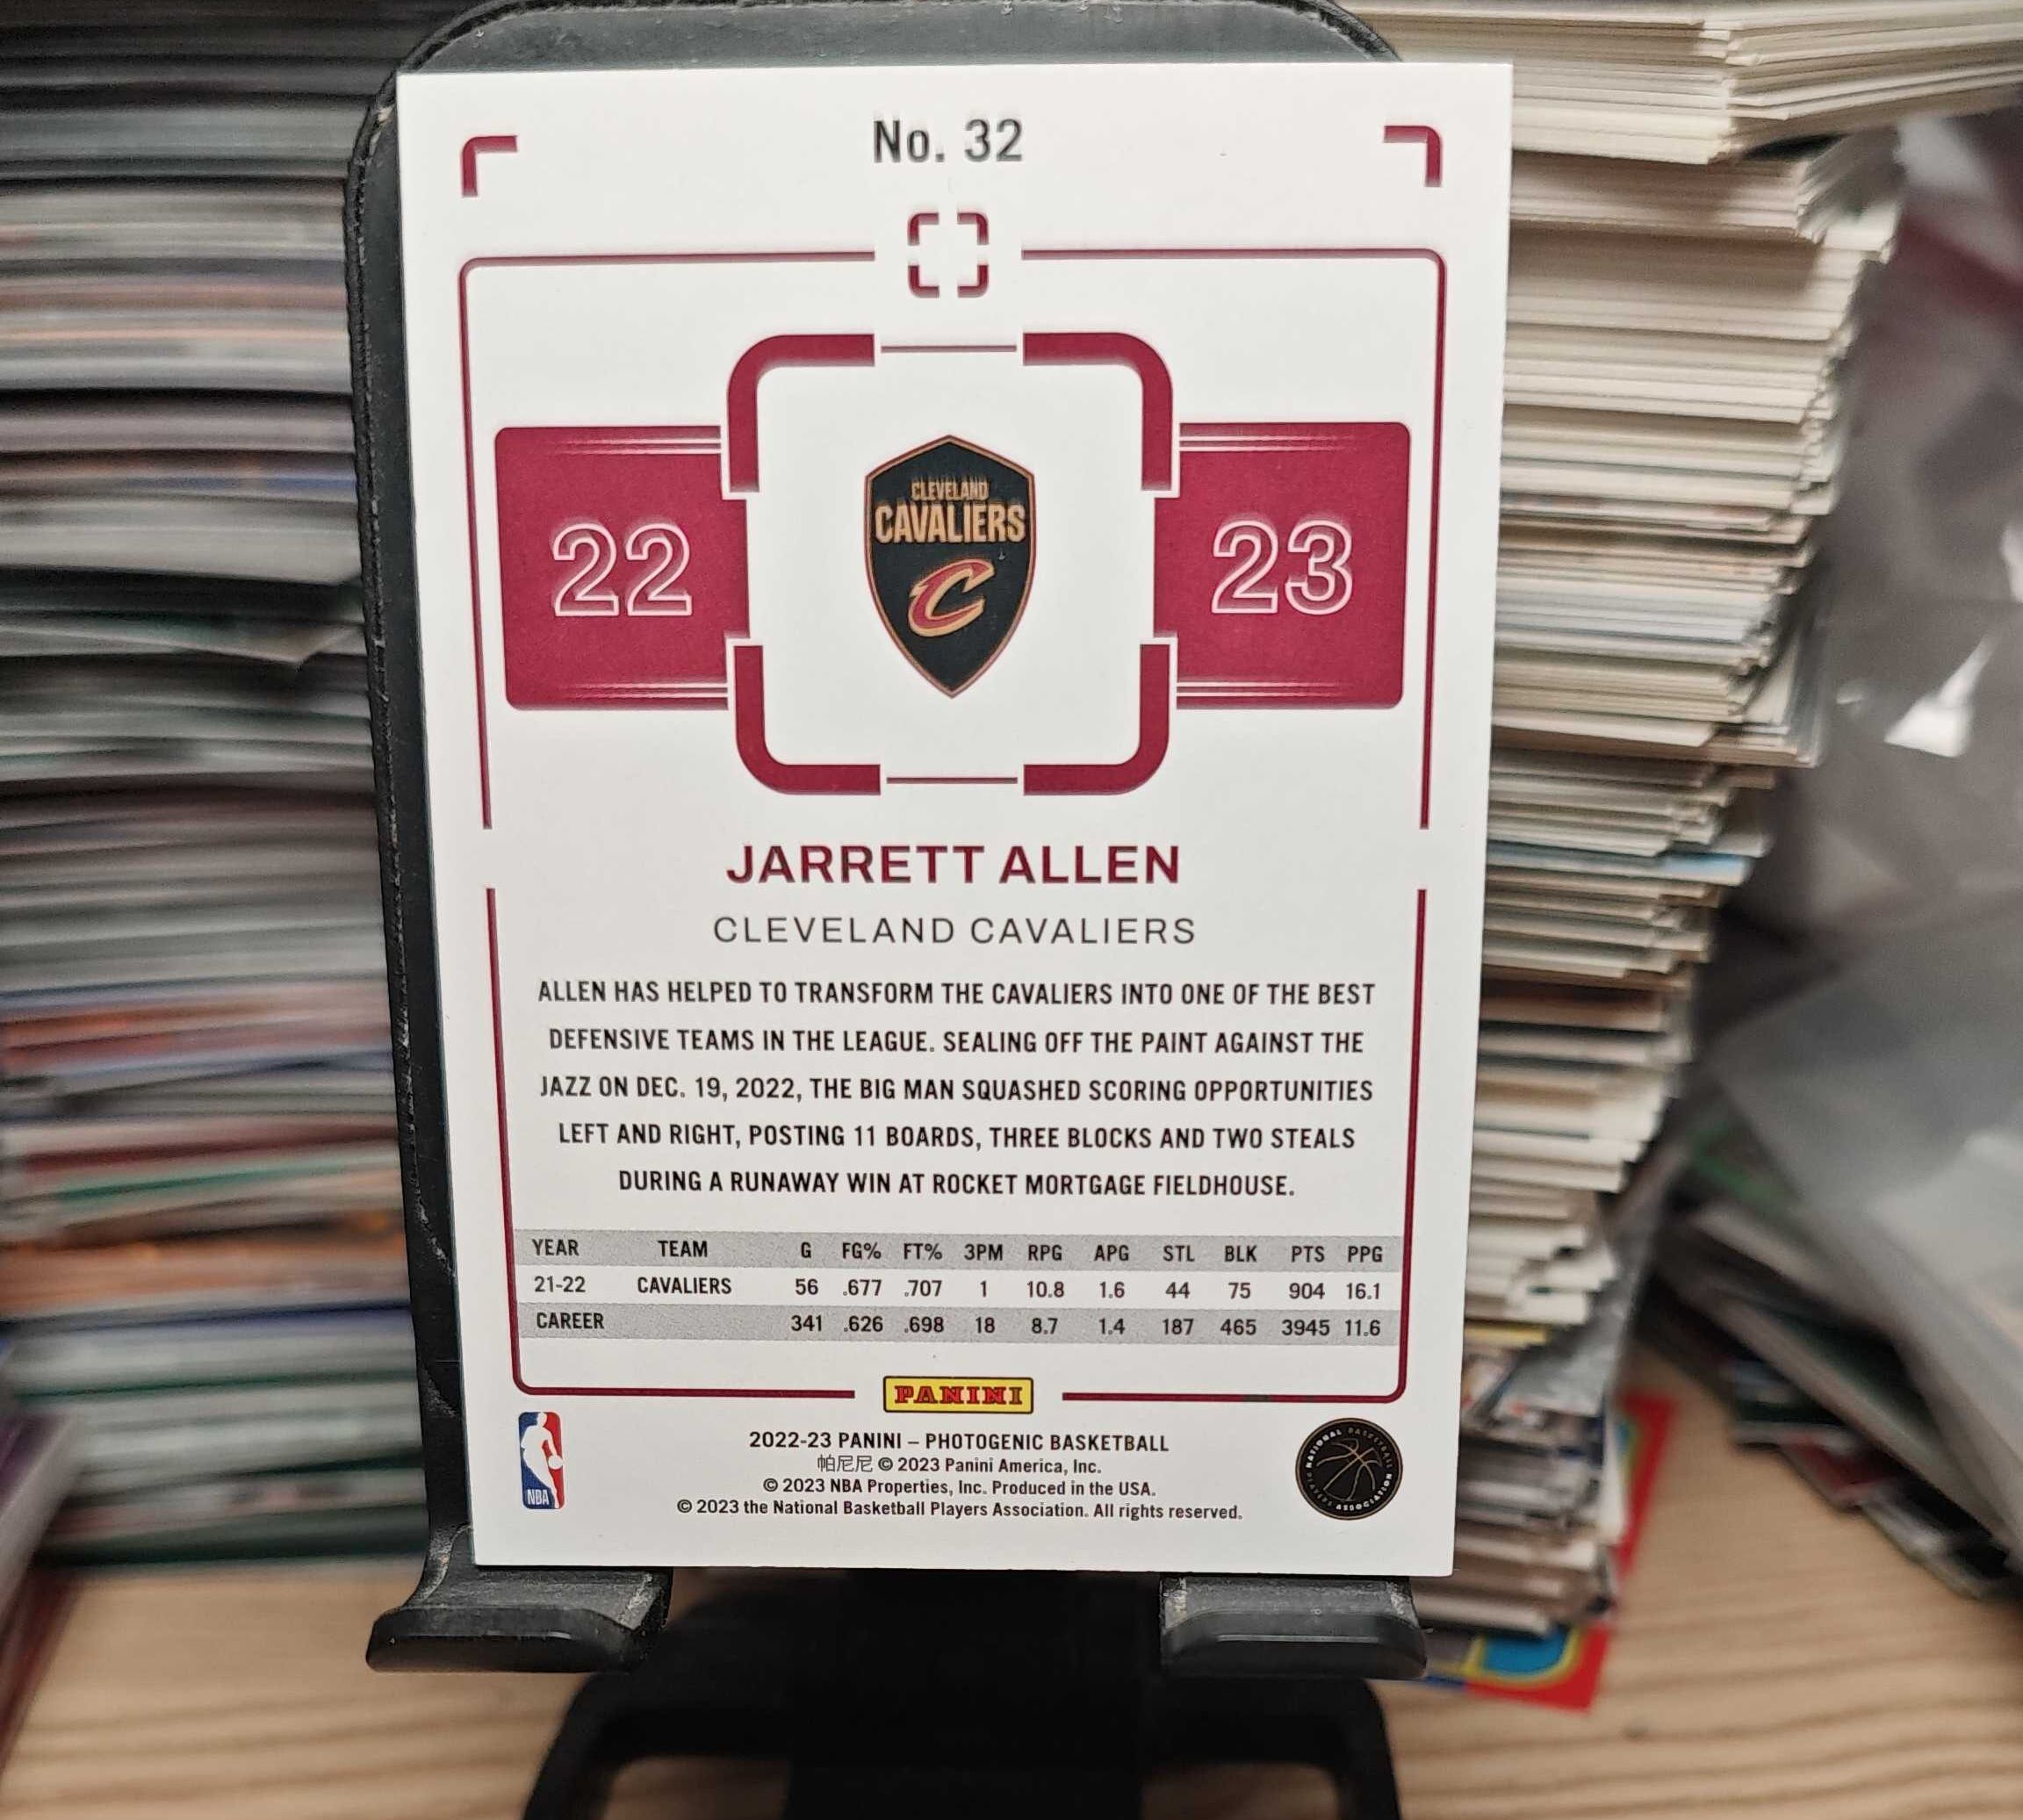 No. 32
22
CLEVELAND
CAVALIERS
C
23
JARRETT ALLEN
CLEVELAND CAVALIERS
ALLEN HAS HELPED TO TRANSFORM THE CAVALIERS INTO ONE OF THE BEST
DEFENSIVE TEAMS IN THE LEAGUE. SEALING OFF THE PAINT AGAINST THE
JAZZ ON DEC. 19, 2022, THE BIG MAN SQUASHED SCORING OPPORTUNITIES
LEFT AND RIGHT, POSTING 11 BOARDS, THREE BLOCKS AND TWO STEALS
DURING A RUNAWAY WIN AT ROCKET MORTGAGE FIELDHOUSE.
YEAR TEAM G FG% FT% 3PM RPG APG STL BLK PTS PPG
21-22 CAVALIERS 56 .677 .707 1 10.8 1.6 44 75 904 16.1
CAREER 341 .626 .698 18 8.7 1.4 187 465 3945 11.6
PANINI
2022-23 PANINI – PHOTOGENIC BASKETBALL
帕尼尼 © 2023 Panini America, Inc.
© 2023 NBA Properties, Inc. Produced in the USA.
© 2023 the National Basketball Players Association. All rights reserved.
NBA
NATIONAL BASKETBALL
PLAYERS ASSOCIATION